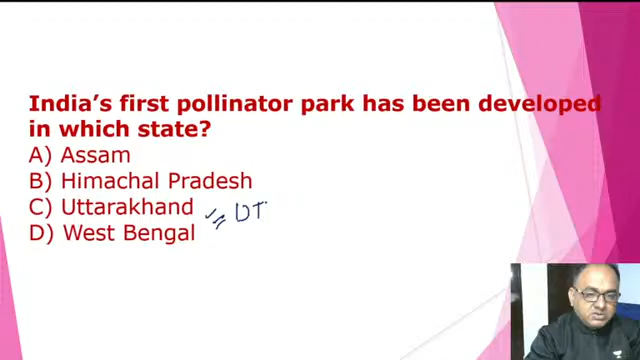 India's first pollinator park has been developed
in which state?
A) Assam
B) Himachal Pradesh
C) Uttarakhand
D) West Bengal